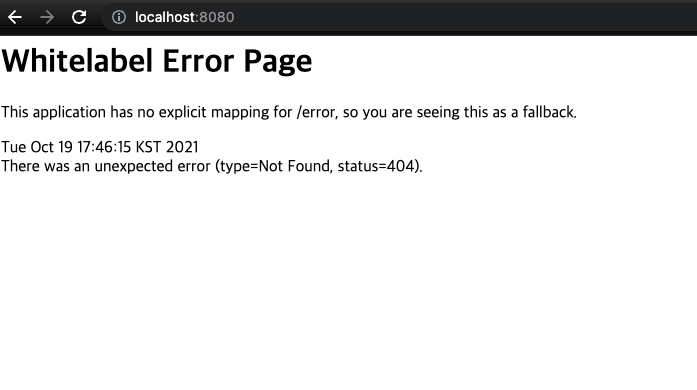 localhost:8080
Whitelabel Error Page
This application has no explicit mapping for /error, so you are seeing this as a fallback.
Tue Oct 19 17:46:15 KST 2021
There was an unexpected error (type=Not Found, status=404).